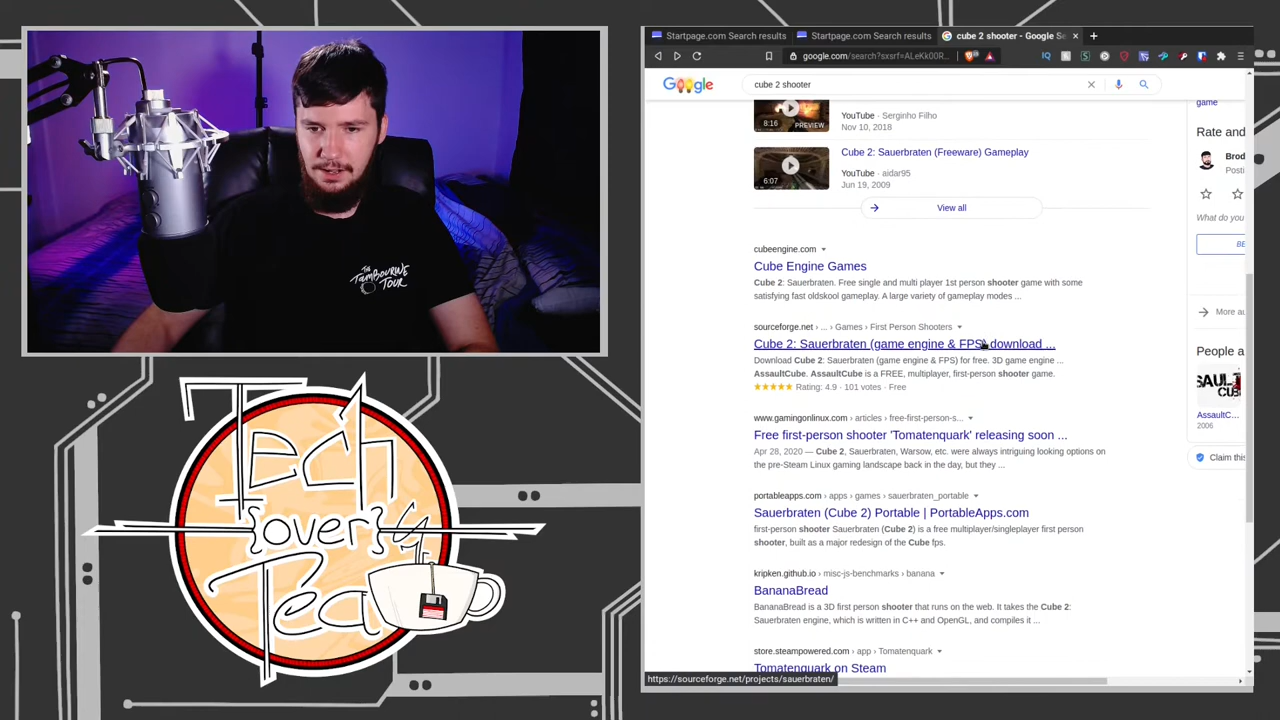 THE
TAMBOURINE
TOUR
TECH
{over}
Tea
Startpage.com Search results
Startpage.com Search results
cube 2 shooter - Google Se
google.com/search?sxsrf=ALeKk00R...
Google
cube 2 shooter
8:16
PREVIEW
YouTube · Serginho Filho
Nov 10, 2018
Cube 2: Sauerbraten (Freeware) Gameplay
6:07
YouTube · aidar95
Jun 19, 2009
View all
cubeengine.com
Cube Engine Games
Cube 2: Sauerbraten. Free single and multi player 1st person shooter game with some
satisfying fast oldskool gameplay. A large variety of gameplay modes ...
sourceforge.net › ... › Games › First Person Shooters
Cube 2: Sauerbraten (game engine & FPS) download ...
Download Cube 2: Sauerbraten (game engine & FPS) for free. 3D game engine ...
AssaultCube. AssaultCube is a FREE, multiplayer, first-person shooter game.
Rating: 4.9 · 101 votes · Free
www.gamingonlinux.com › articles › free-first-person-s...
Free first-person shooter 'Tomatenquark' releasing soon ...
Apr 28, 2020 — Cube 2, Sauerbraten, Warsow, etc. were always intriguing looking options on
the pre-Steam Linux gaming landscape back in the day, but they ...
portableapps.com › apps › games › sauerbraten_portable
Sauerbraten (Cube 2) Portable | PortableApps.com
first-person shooter Sauerbraten (Cube 2) is a free multiplayer/singleplayer first person
shooter, built as a major redesign of the Cube fps.
kripken.github.io › misc-js-benchmarks › banana
BananaBread
BananaBread is a 3D first person shooter that runs on the web. It takes the Cube 2:
Sauerbraten engine, which is written in C++ and OpenGL, and compiles it ...
store.steampowered.com › app › Tomatenquark
Tomatenquark on Steam
https://sourceforge.net/projects/sauerbraten/
game
Rate and
Brod
Posti
What do you
BE
More a
People a
SAUL
CUB
AssaultC...
2006
Claim this